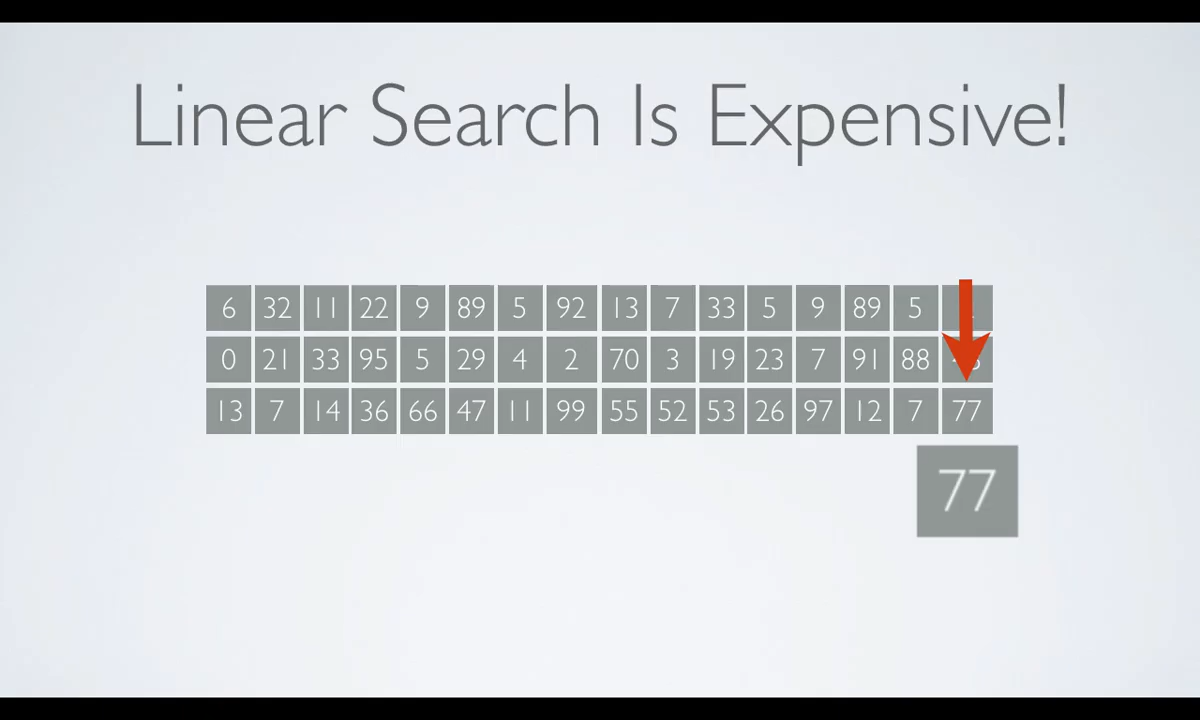 Linear Search Is Expensive!
6 32 11 22 9 89 5 92 13 7 33 5 9 89 5
0 21 33 95 5 29 4 2 70 3 19 23 7 91 88
13 7 14 36 66 47 11 99 55 52 53 26 97 12 7 77
77